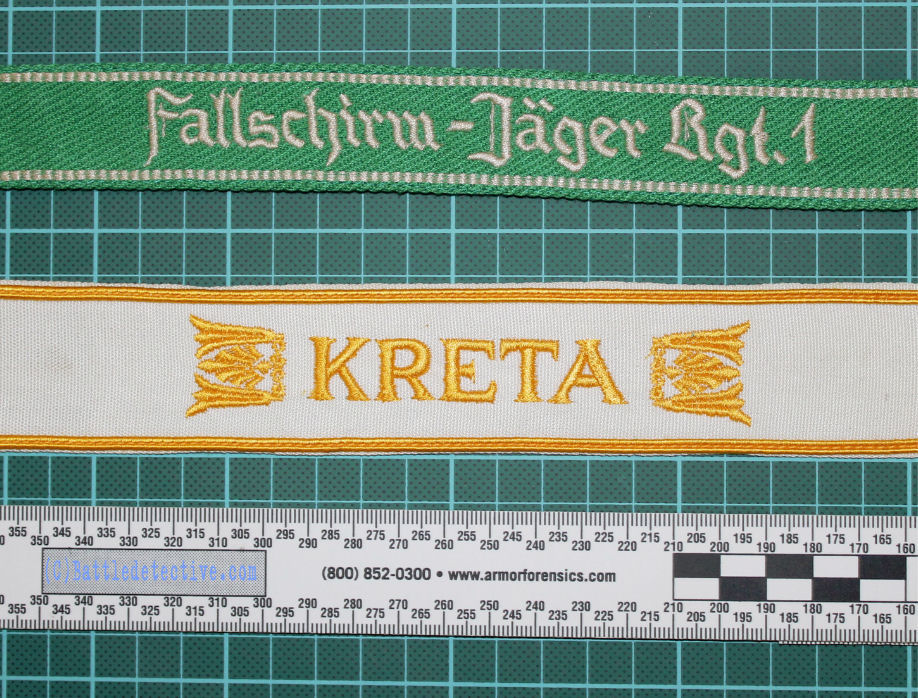 Fallschirm-Jäger Rgt. 1
KRETA
355 345 335 325 315 305 295 285 275 265 255 245 235 225 215 205 195 185 175 165
350 340 330 320 310 300 290 280 270 260 250 240 230 220 210 200 190 180 170 160
(C)Battledetective.com
(800) 852-0300 • www.armorforensics.com
350 340 330 320 310 300 290 280 270 260 250 240 230 220 210 200 190 180 170 160
355 345 335 325 315 305 295 285 275 265 255 245 235 225 215 205 195 185 175 165